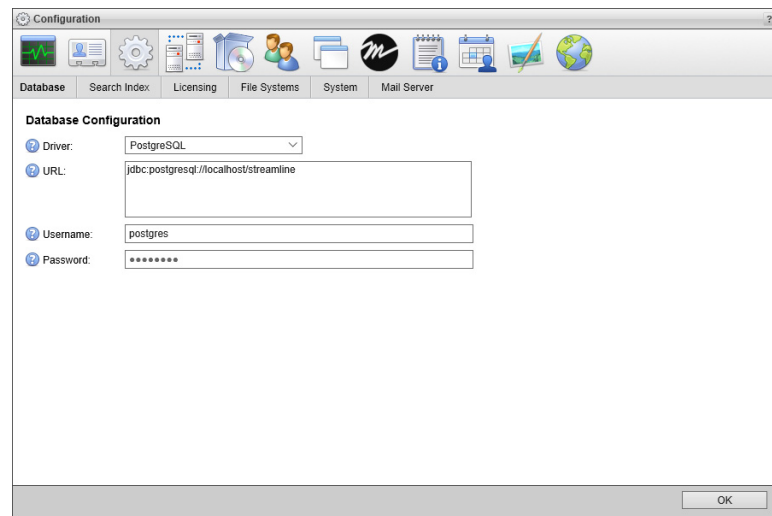 Configuration
?
m
Database Search Index Licensing File Systems System Mail Server
Database Configuration
? Driver: PostgreSQL
? URL: jdbc:postgresql://localhost/streamline
? Username: postgres
? Password: ●●●●●●●●
OK